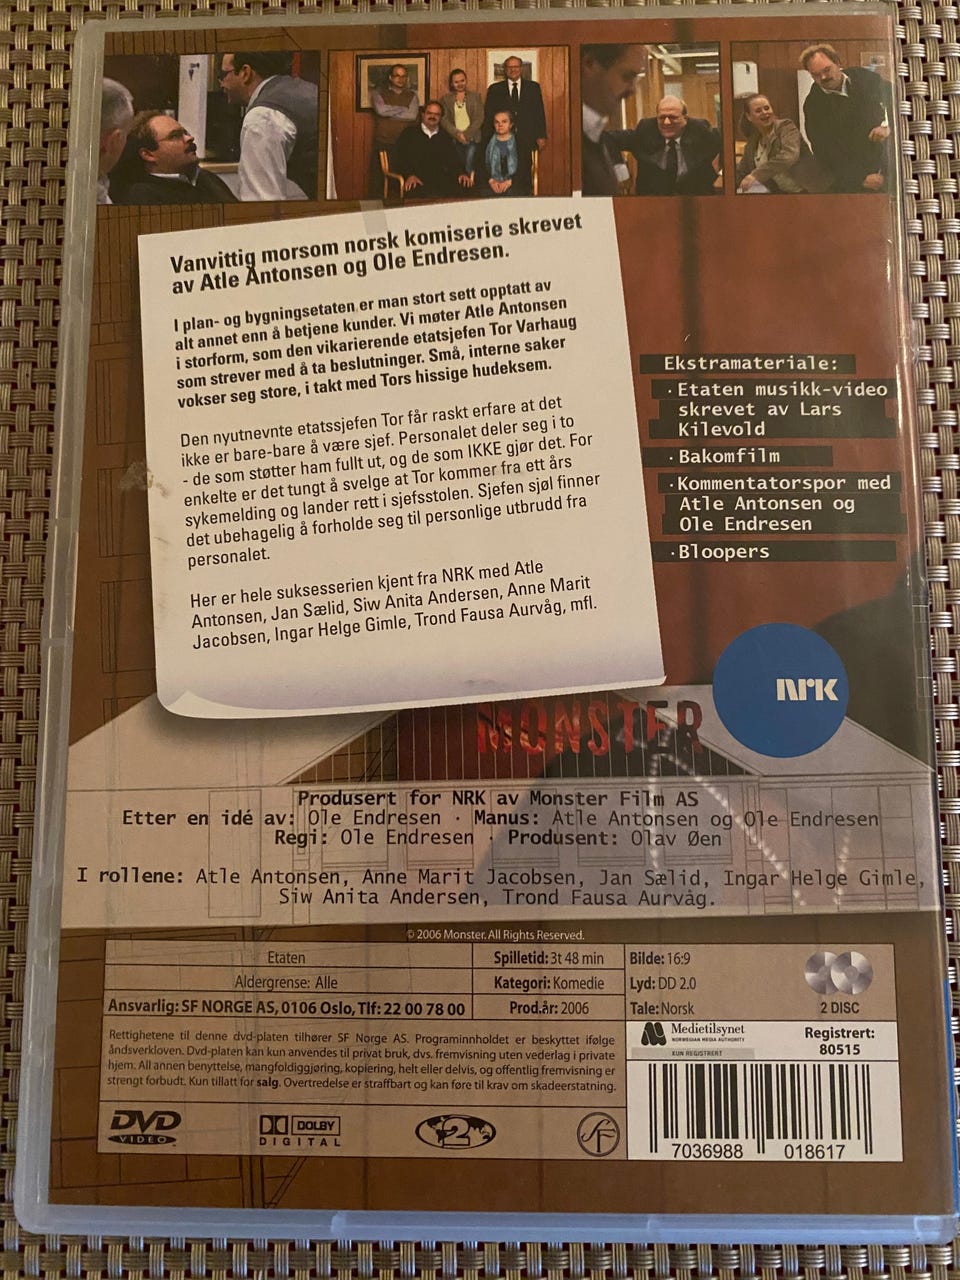 Vanvittig morsom norsk komiserie skrevet
av Atle Antonsen og Ole Endresen.
I plan- og bygningsetaten er man stort sett opptatt av
alt annet enn å betjene kunder. Vi møter Atle Antonsen
i storform, som den vikarierende etatsjefen Tor Varhaug
som strever med å ta beslutninger. Små, interne saker
vokser seg store, i takt med Tors hissige hudeksem.
Den nyutnevnte etatssjefen Tor får raskt erfare at det
ikke er bare-bare å være sjef. Personalet deler seg i to
- de som støtter ham fullt ut, og de som IKKE gjør det. For
enkelte er det tungt å svelge at Tor kommer fra ett års
sykemelding og lander rett i sjefsstolen. Sjefen sjøl finner
det ubehagelig å forholde seg til personlige utbrudd fra
personalet.
Her er hele suksesserien kjent fra NRK med Atle
Antonsen, Jan Sælid, Siw Anita Andersen, Anne Marit
Jacobsen, Ingar Helge Gimle, Trond Fausa Aurvåg, mfl.
Ekstramateriale:
·Etaten musikk-video
skrevet av Lars
Kilevold
·Bakomfilm
·Kommentatorspor med
Atle Antonsen og
Ole Endresen
·Bloopers
NRK
MONSTER
Produsert for NRK av Monster Film AS
Etter en idé av: Ole Endresen · Manus: Atle Antonsen og Ole Endresen
Regi: Ole Endresen · Produsent: Olav Øen
I rollene: Atle Antonsen, Anne Marit Jacobsen, Jan Sælid, Ingar Helge Gimle,
Siw Anita Andersen, Trond Fausa Aurvåg.
© 2006 Monster. All Rights Reserved.
Etaten
Aldergrense: Alle
Ansvarlig: SF NORGE AS, 0106 Oslo, Tlf: 22 00 78 00
Spilletid: 3t 48 min
Kategori: Komedie
Prod.år: 2006
Bilde: 16:9
Lyd: DD 2.0
Tale: Norsk
2 DISC
Rettighetene til denne dvd-platen tilhører SF Norge AS. Programinnholdet er beskyttet ifølge
åndsverkloven. Dvd-platen kan kun anvendes til privat bruk, dvs. fremvisning uten vederlag i private
hjem. All annen benyttelse, mangfoldiggjøring, kopiering, helt eller delvis, og offentlig fremvisning er
strengt forbudt. Kun tillatt for salg. Overtredelse er straffbart og kan føre til krav om skadeerstatning.
Medietilsynet
NORWEGIAN MEDIA AUTHORITY
KUN REGISTRERT
Registrert:
80515
DVD
VIDEO
DOLBY
DIGITAL
2
SF
7036988 018617